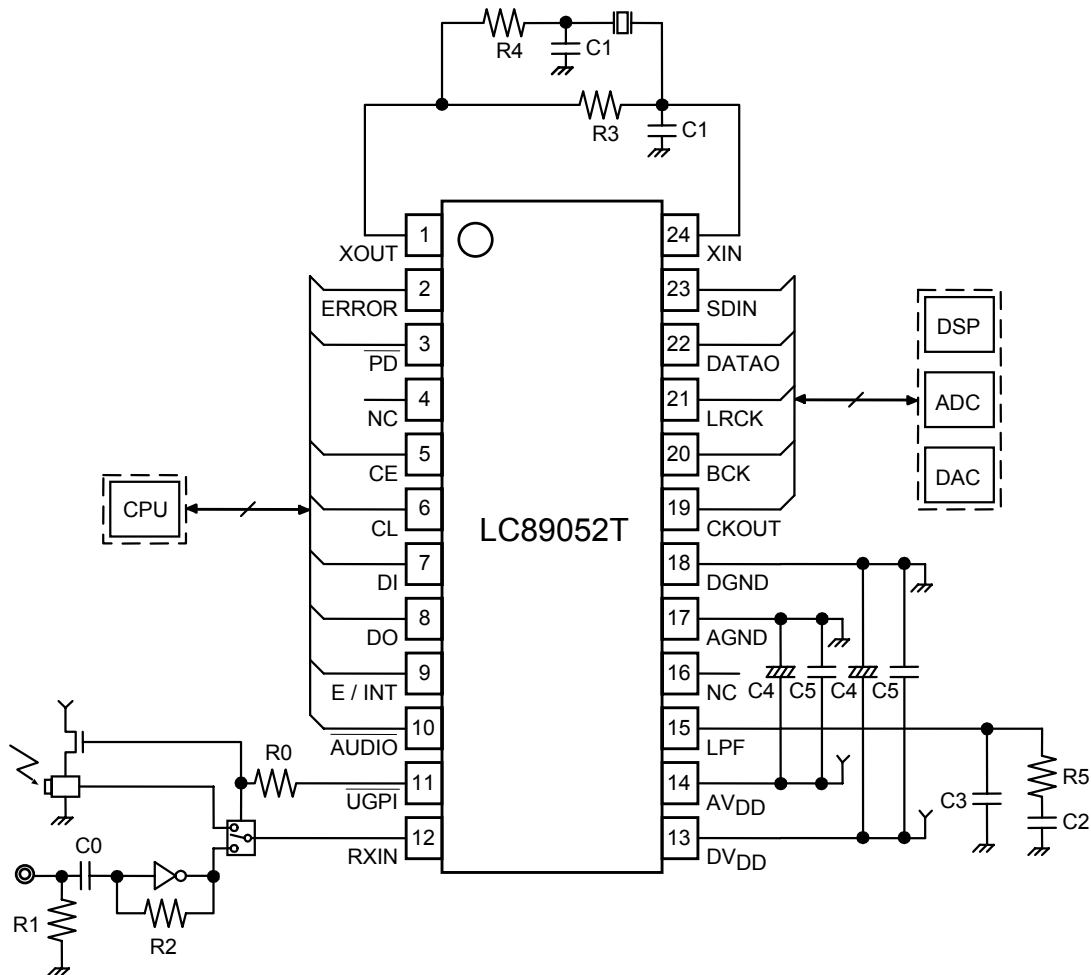 R4
C1
R3
C1
1
XOUT
24
XIN
2
ERROR
23
SDIN
3
PD
22
DATAO
4
NC
21
LRCK
5
CE
20
BCK
6
CL
19
CKOUT
7
DI
18
DGND
8
DO
17
AGND
9
E / INT
16
NC
10
AUDIO
15
LPF
11
UGPI
14
AVDD
12
RXIN
13
DVDD
LC89052T
CPU
DSP
ADC
DAC
C4
C5
C4
C5
C3
R5
C2
R0
C0
R1
R2